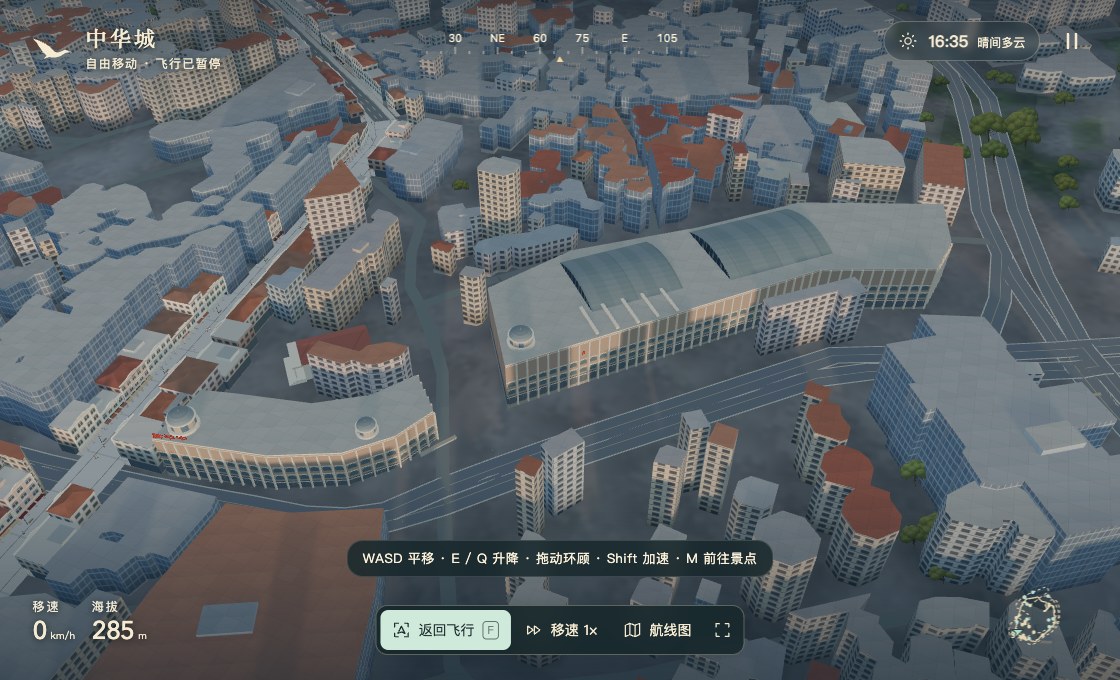 中华城
自由移动 · 飞行已暂停
30 NE 60 75 E 105
16:35 晴间多云
WASD 平移 · E / Q 升降 · 拖动环顾 · Shift 加速 · M 前往景点
移速 海拔
0 km/h 285 m
返回飞行 F 移速 1x 航线图